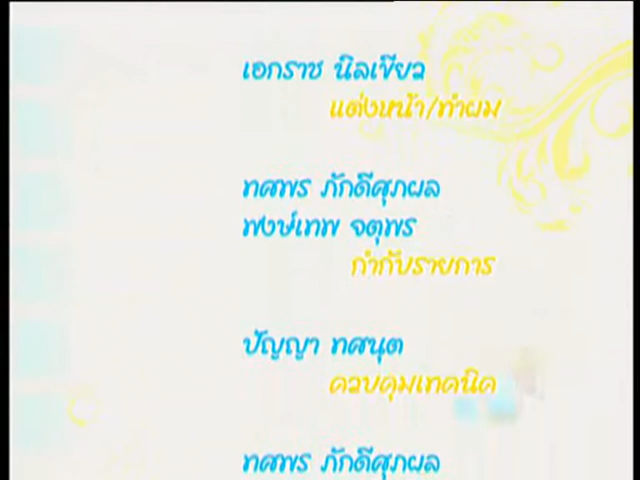 เอกราช นิลเขียว
แต่งหน้า/ทำผม
ทศพร ภักดีศุภผล
พงษ์เทพ จตุพร
กำกับรายการ
ปัญญา ทศนุต
ควบคุมเทคนิค
ทศพร ภักดีศุภผล